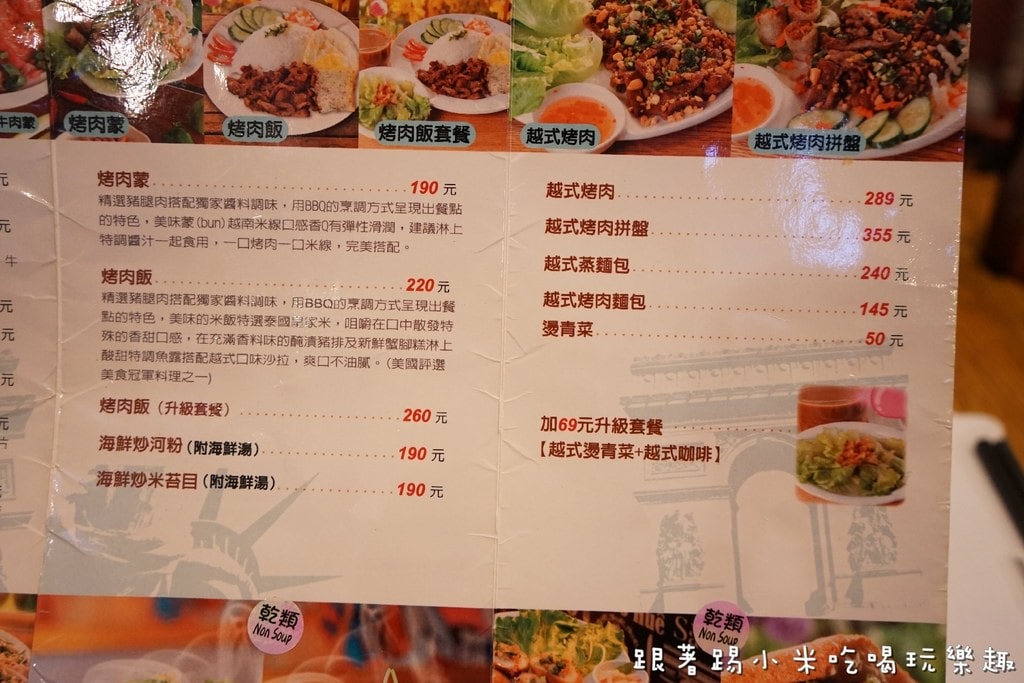 牛肉蒙
烤肉蒙
烤肉飯
烤肉飯套餐
越式烤肉
越式烤肉拼盤
元
元
牛
元
元
元
元
片
元
烤肉蒙 190 元
精選豬腿肉搭配獨家醬料調味，用BBQ的烹調方式呈現出餐點
的特色，美味蒙(bun)越南米線口感香Q有彈性滑潤，建議淋上
特調醬汁一起食用，一口烤肉一口米線，完美搭配。
烤肉飯 220 元
精選豬腿肉搭配獨家醬料調味，用BBQ的烹調方式呈現出餐
點的特色，美味的米飯特選泰國皇家米，咀嚼在口中散發特
殊的香甜口感，在充滿香料味的醃漬豬排及新鮮蟹腳糕淋上
酸甜特調魚露搭配越式口味沙拉，爽口不油膩。(美國評選
美食冠軍料理之一)
烤肉飯（升級套餐） 260 元
海鮮炒河粉(附海鮮湯) 190 元
海鮮炒米苔目(附海鮮湯) 190 元
越式烤肉 289 元
越式烤肉拼盤 355 元
越式蒸麵包 240 元
越式烤肉麵包 145 元
燙青菜 50 元
加69元升級套餐
【越式燙青菜+越式咖啡】
乾類
Non Soup
乾類
Non Soup
跟著踢小米吃喝玩樂趣